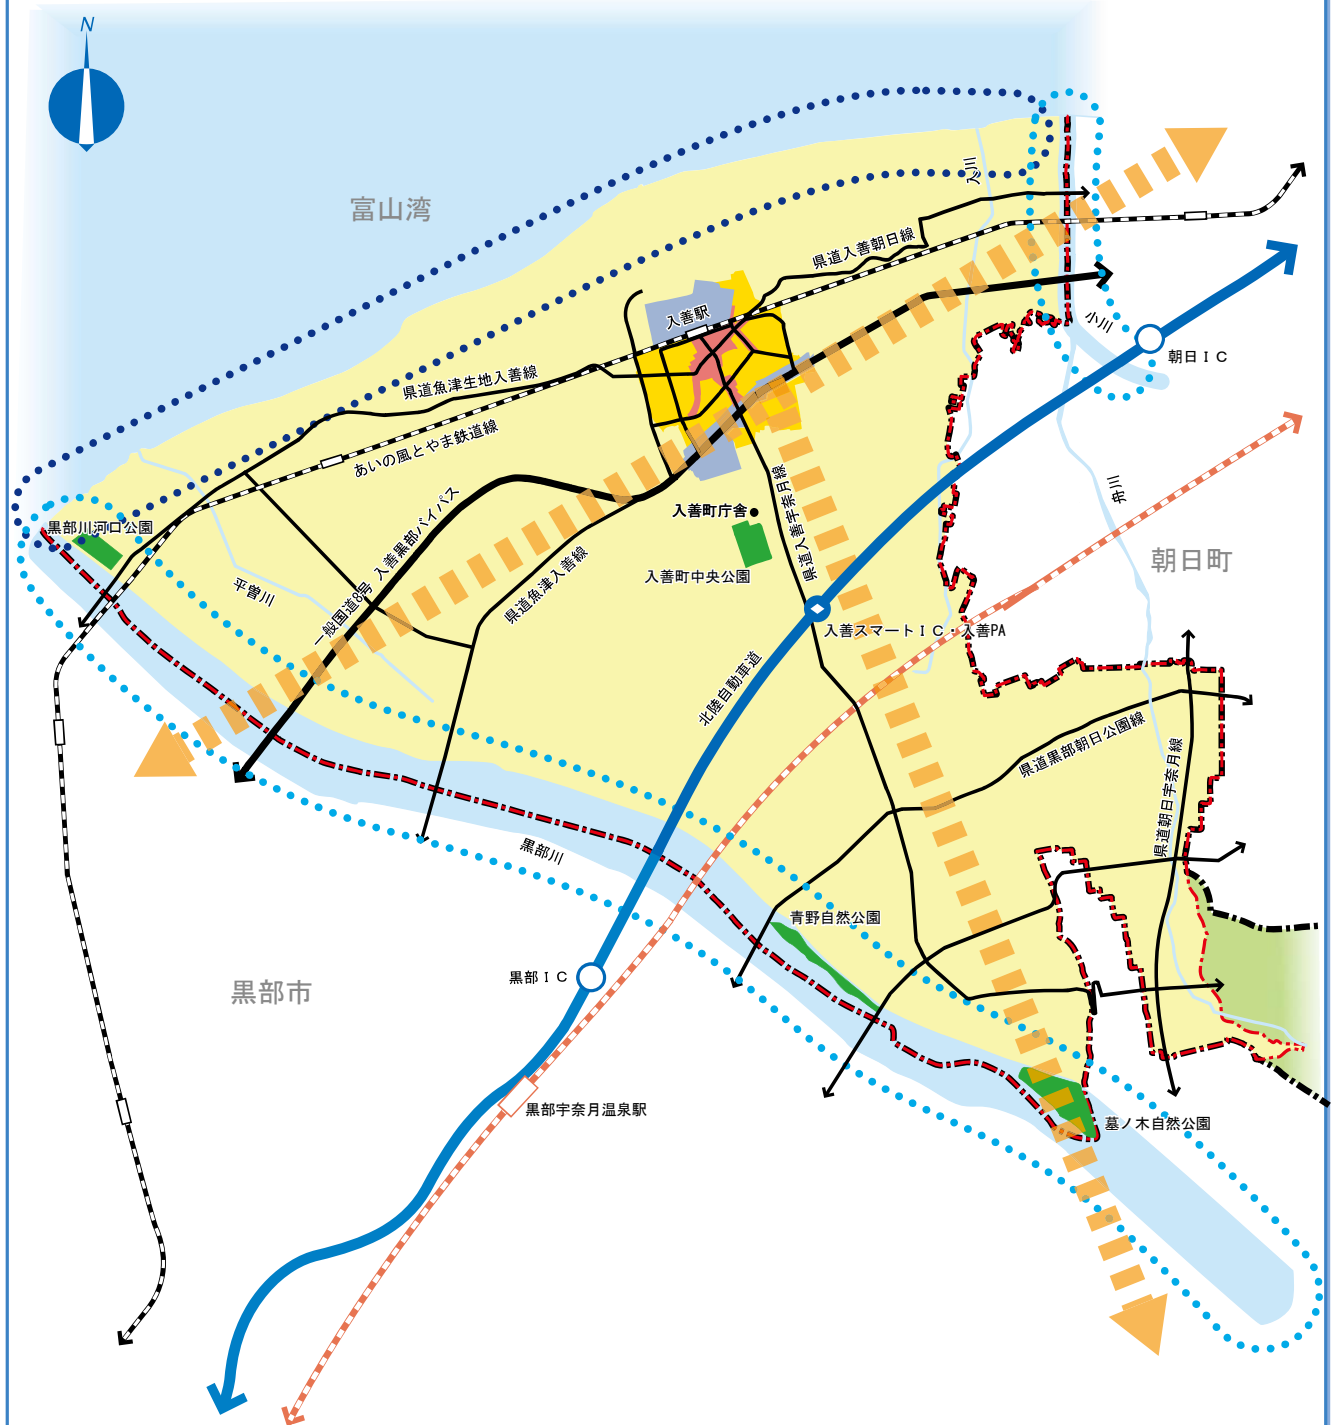 N
富山湾
入川
県道入善朝日線
入善駅
小川
朝日ＩＣ
県道魚津生地入善線
あいの風とやま鉄道線
舟川
黒部川河口公園
一般国道8号 入善黒部バイパス
入善町庁舎
県道入善宇奈月線
朝日町
平曽川
県道魚津入善線
入善町中央公園
入善スマートＩＣ・入善PA
北陸自動車道
県道黒部朝日公園線
県道朝日宇奈月線
黒部川
青野自然公園
黒部ＩＣ
黒部市
黒部宇奈月温泉駅
墓ノ木自然公園